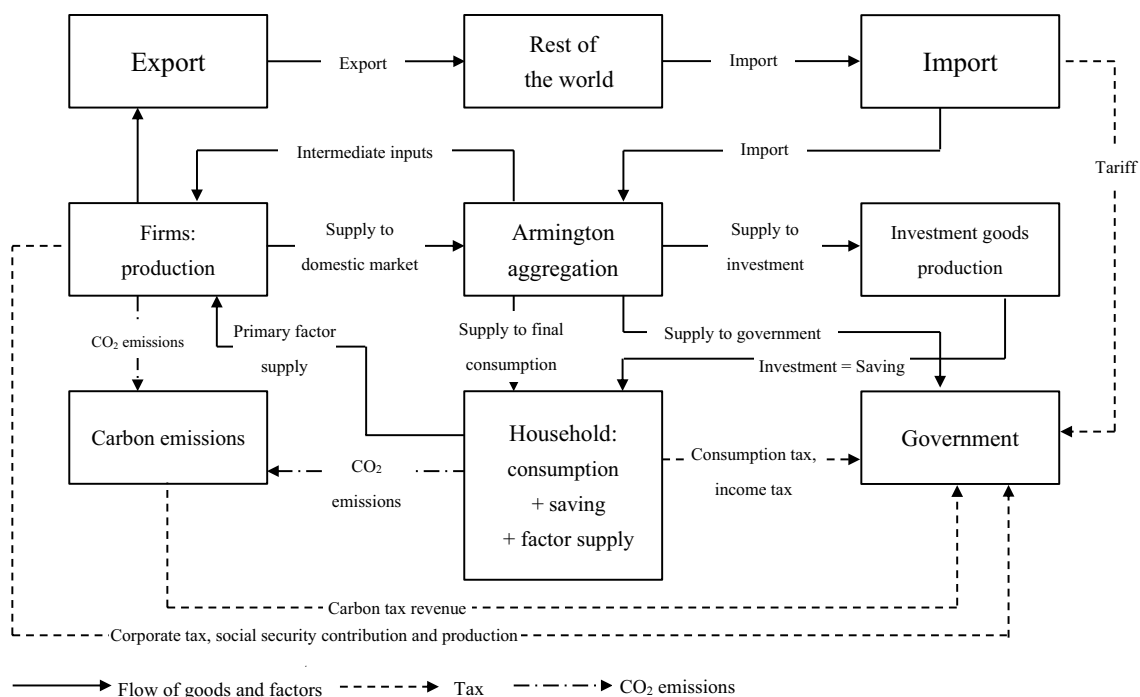 Export
Export
Rest of
the world
Import
Import
Intermediate inputs
Import
Tariff
Firms:
production
Supply to
domestic market
Armington
aggregation
Supply to
investment
Investment goods
production
CO₂ emissions
Primary factor
supply
Supply to final
consumption
Supply to government
Investment = Saving
Carbon emissions
CO₂
emissions
Household:
consumption
+ saving
+ factor supply
Consumption tax,
income tax
Government
Carbon tax revenue
Corporate tax, social security contribution and production
Flow of goods and factors
Tax
CO₂ emissions